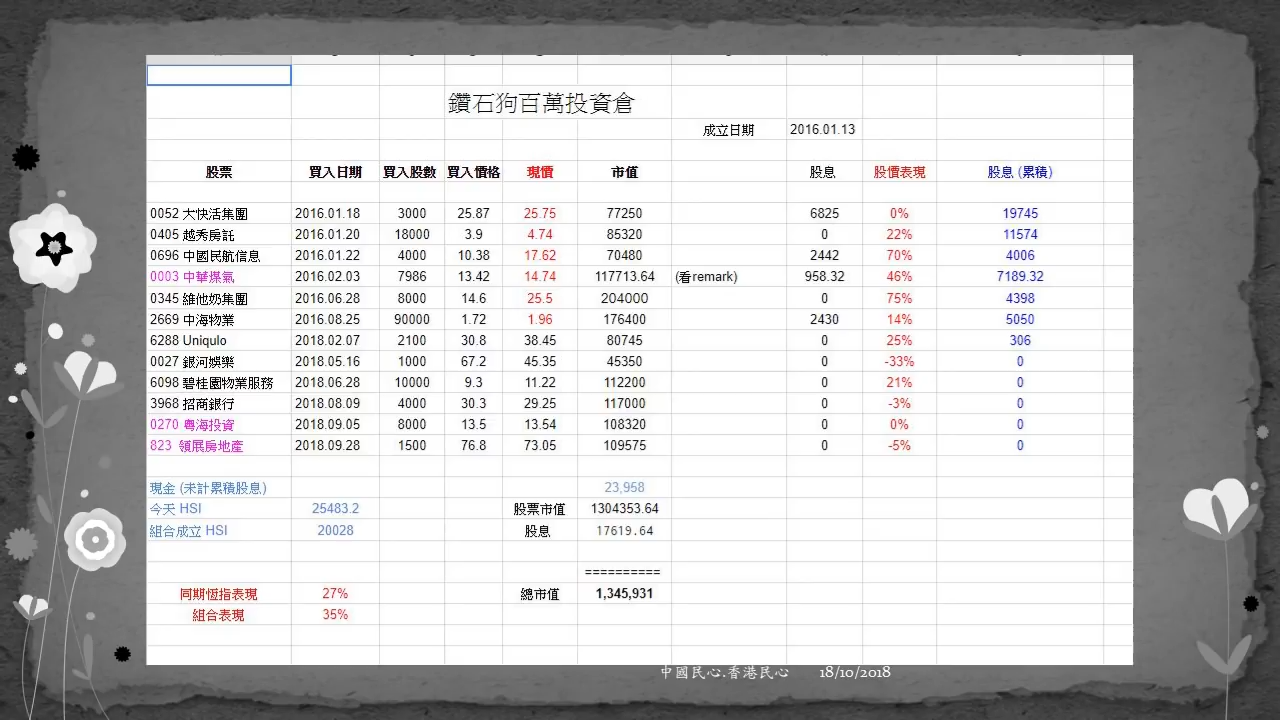 鑽石狗百萬投資倉
成立日期 2016.01.13
股票 買入日期 買入股數 買入價格 現價 市值 股息 股價表現 股息 (累積)
0052 大快活集團 2016.01.18 3000 25.87 25.75 77250 6825 0% 19745
0405 越秀房託 2016.01.20 18000 3.9 4.74 85320 0 22% 11574
0696 中國民航信息 2016.01.22 4000 10.38 17.62 70480 2442 70% 4006
0003 中華煤氣 2016.02.03 7986 13.42 14.74 117713.64 (看remark) 958.32 46% 7189.32
0345 維他奶集團 2016.06.28 8000 14.6 25.5 204000 0 75% 4398
2669 中海物業 2016.08.25 90000 1.72 1.96 176400 2430 14% 5050
6288 Uniqulo 2018.02.07 2100 30.8 38.45 80745 0 25% 306
0027 銀河娛樂 2018.05.16 1000 67.2 45.35 45350 0 -33% 0
6098 碧桂園物業服務 2018.06.28 10000 9.3 11.22 112200 0 21% 0
3968 招商銀行 2018.08.09 4000 30.3 29.25 117000 0 -3% 0
0270 粵海投資 2018.09.05 8000 13.5 13.54 108320 0 0% 0
823 領展房地產 2018.09.28 1500 76.8 73.05 109575 0 -5% 0
現金 (未計累積股息) 23,958
今天 HSI 25483.2 股票市值 1304353.64
組合成立 HSI 20028 股息 17619.64
==========
同期恆指表現 27% 總市值 1,345,931
組合表現 35%
中國民心.香港民心 18/10/2018